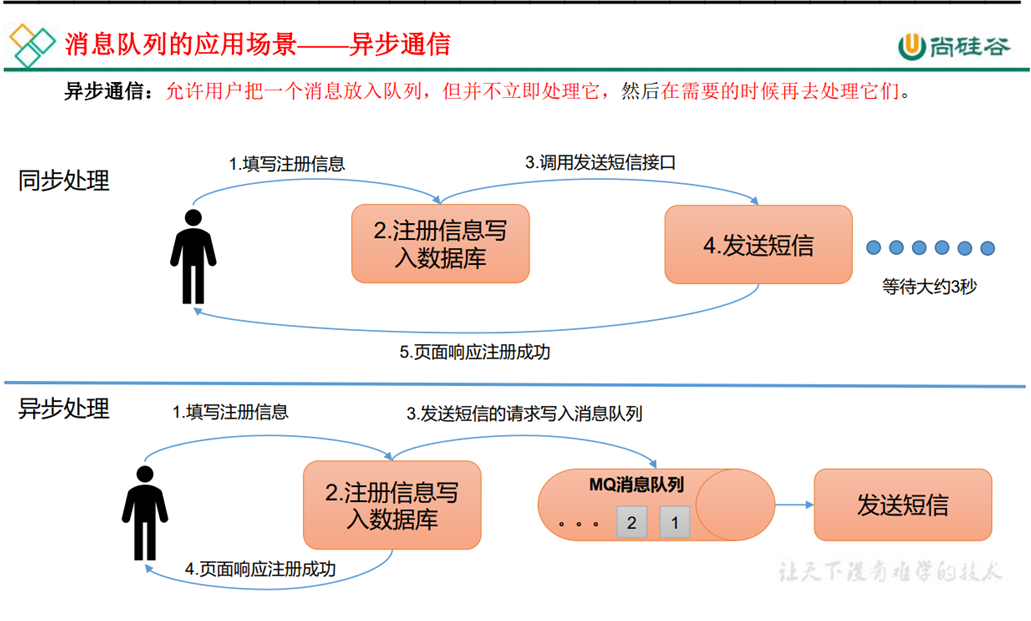 消息队列的应用场景——异步通信
尚硅谷
异步通信：允许用户把一个消息放入队列，但并不立即处理它，然后在需要的时候再去处理它们。
同步处理
1.填写注册信息
3.调用发送短信接口
2.注册信息写
入数据库
4.发送短信
等待大约3秒
5.页面响应注册成功
异步处理
1.填写注册信息
3.发送短信的请求写入消息队列
2.注册信息写
入数据库
MQ消息队列
。。。 2 1
发送短信
4.页面响应注册成功
让天下没有难学的技术